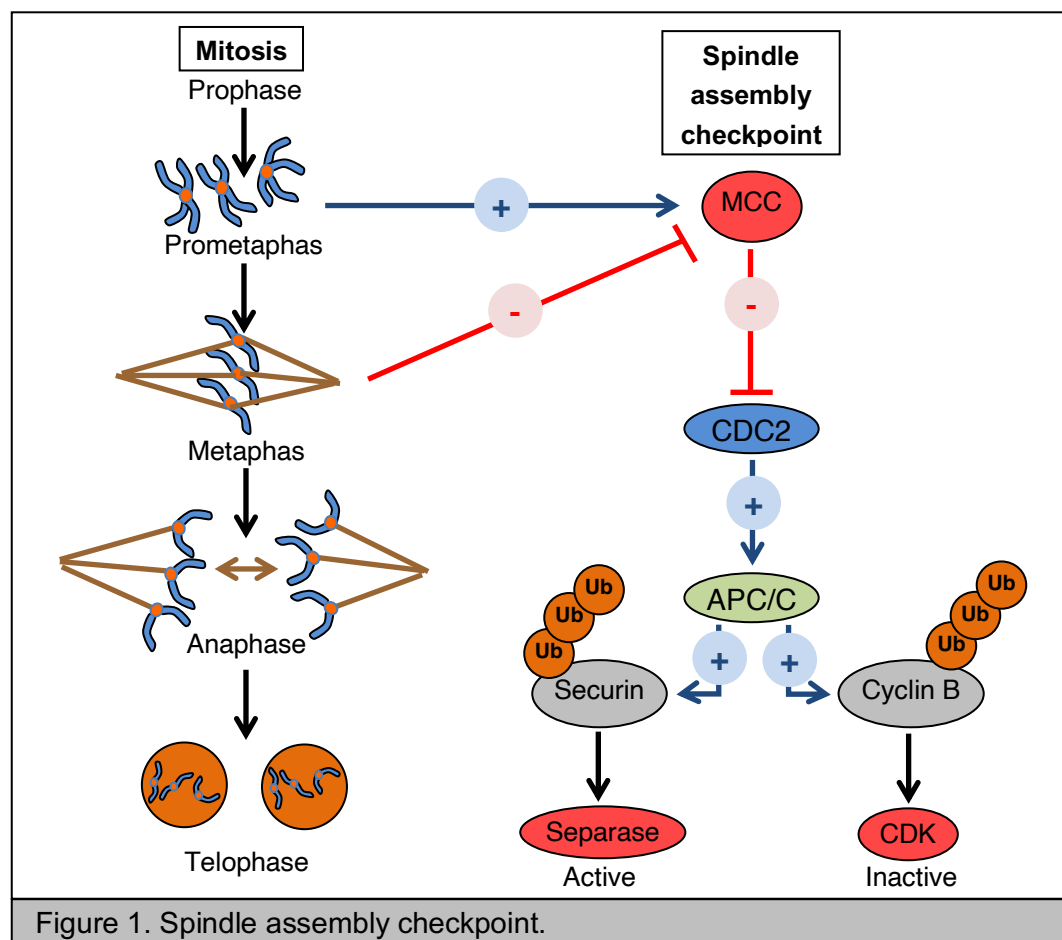 Mitosis
Prophase
Prometaphas
Metaphas
Anaphase
Telophase
Spindle
assembly
checkpoint
+
-
MCC
-
CDC2
+
APC/C
+
+
Ub
Ub
Ub
Securin
Ub
Ub
Ub
Cyclin B
Separase
Active
CDK
Inactive
Figure 1. Spindle assembly checkpoint.